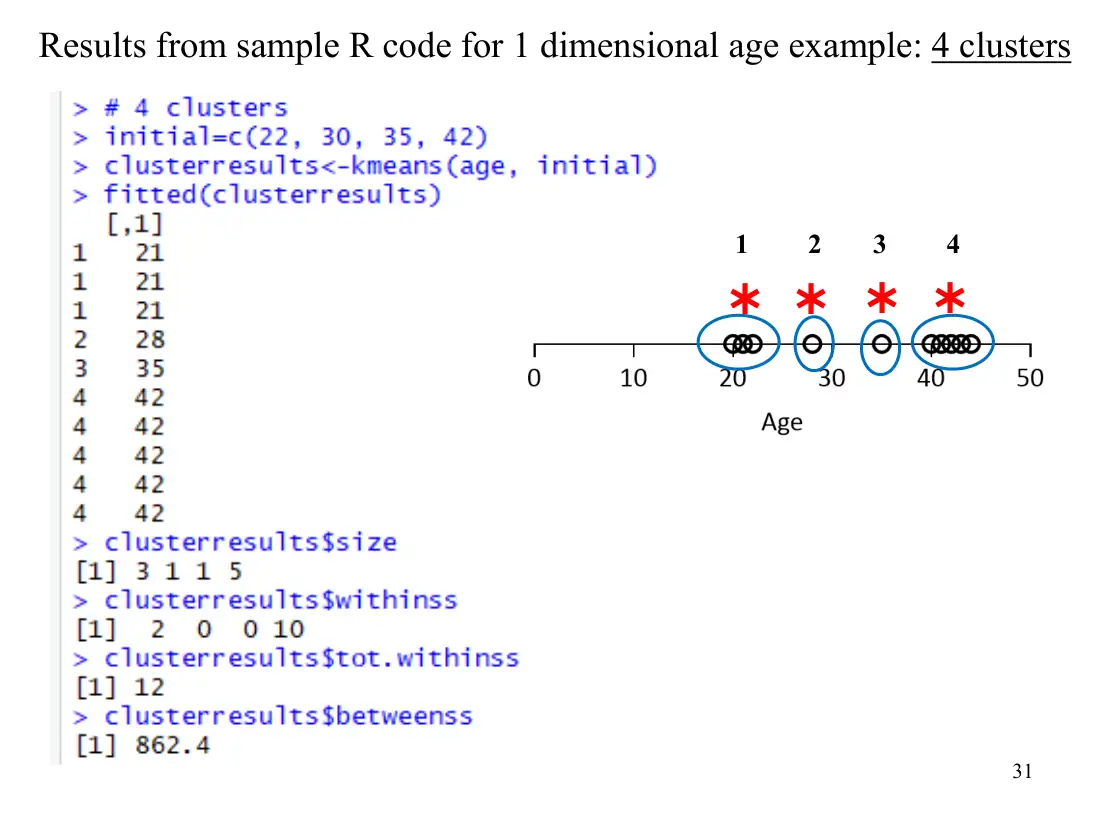 Results from sample R code for 1 dimensional age example: 4 clusters
> # 4 clusters
> initial=c(22, 30, 35, 42)
> clusterresults<-kmeans(age, initial)
> fitted(clusterresults)
[,1]
1 21
1 21
1 21
2 28
3 35
4 42
4 42
4 42
4 42
4 42
> clusterresults$size
[1] 3 1 1 5
> clusterresults$withinss
[1] 2 0 0 10
> clusterresults$tot.withinss
[1] 12
> clusterresults$betweenss
[1] 862.4
1 2 3 4
* * * *
0 10 20 30 40 50
Age
31